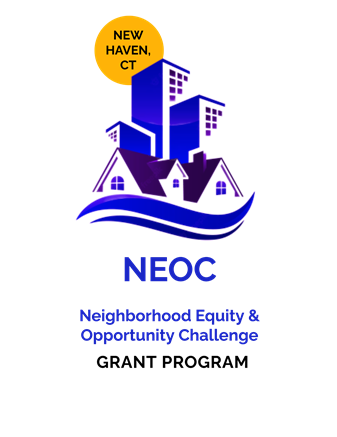 NEW
HAVEN,
CT
NEOC
Neighborhood Equity &
Opportunity Challenge
GRANT PROGRAM